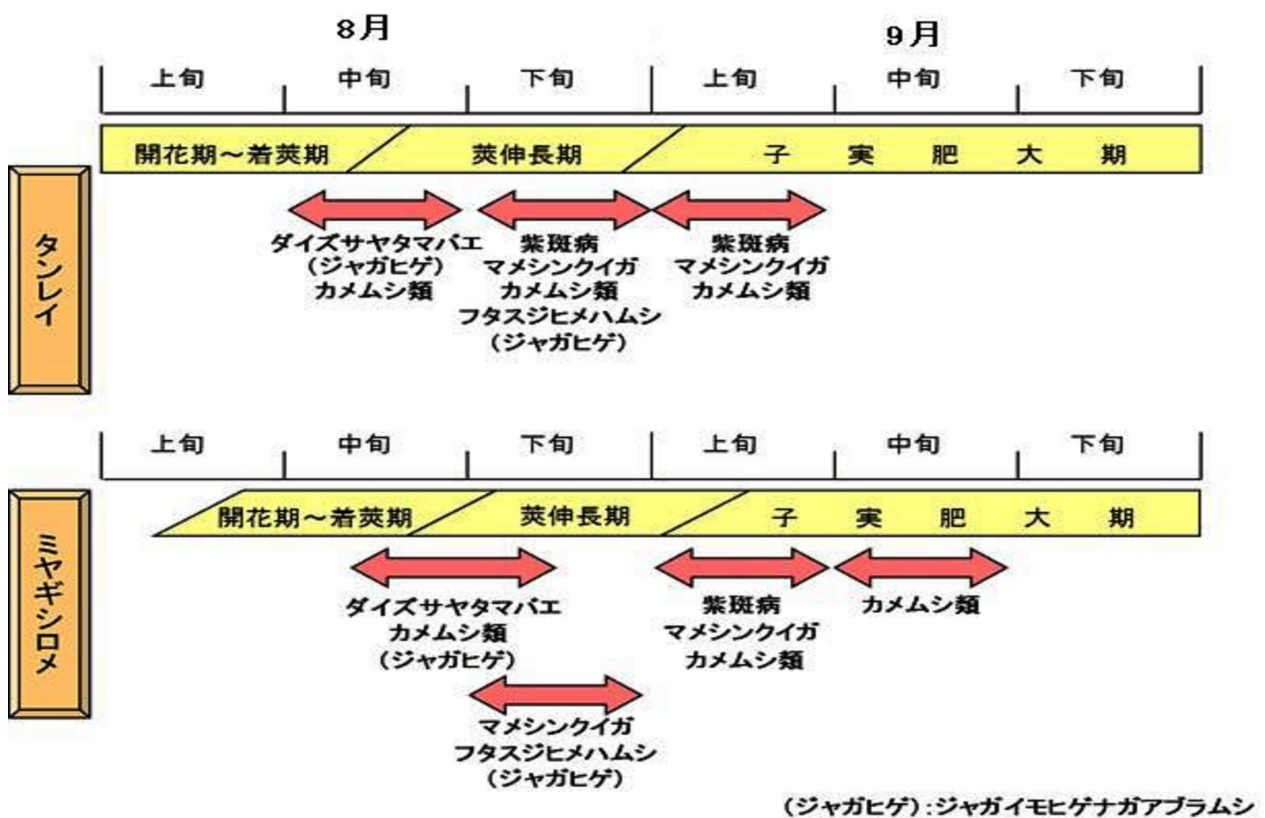 8月
9月
上旬 中旬 下旬 上旬 中旬 下旬
開花期～着莢期 莢伸長期 子実肥大期
タンレイ
ダイズサヤタマバエ
(ジャガヒゲ)
カメムシ類
紫斑病
マメシンクイガ
カメムシ類
フタスジヒメハムシ
(ジャガヒゲ)
紫斑病
マメシンクイガ
カメムシ類
上旬 中旬 下旬 上旬 中旬 下旬
開花期～着莢期 莢伸長期 子実肥大期
ミヤギシロメ
ダイズサヤタマバエ
カメムシ類
(ジャガヒゲ)
マメシンクイガ
フタスジヒメハムシ
(ジャガヒゲ)
紫斑病
マメシンクイガ
カメムシ類
カメムシ類
(ジャガヒゲ):ジャガイモヒゲナガアブラムシ